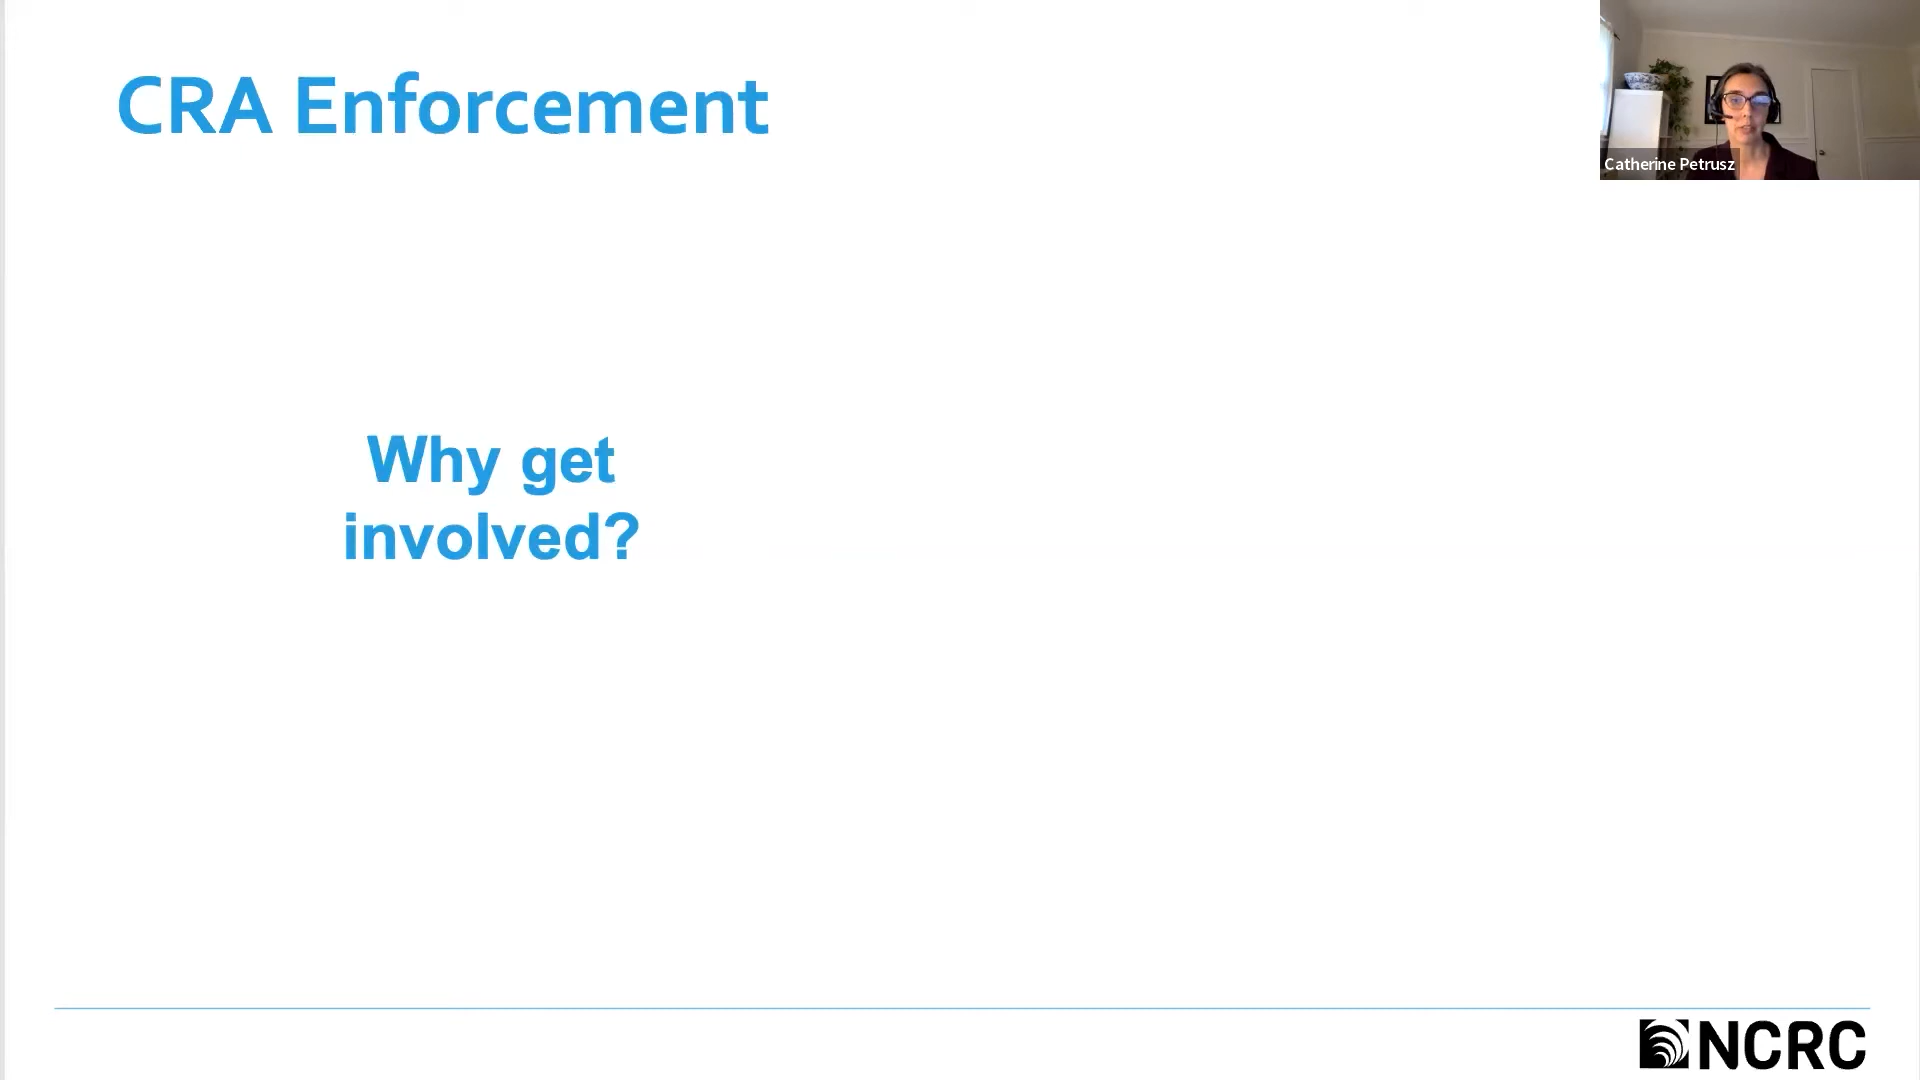 CRA Enforcement
Catherine Petrusz
Why get
involved?
NCRC